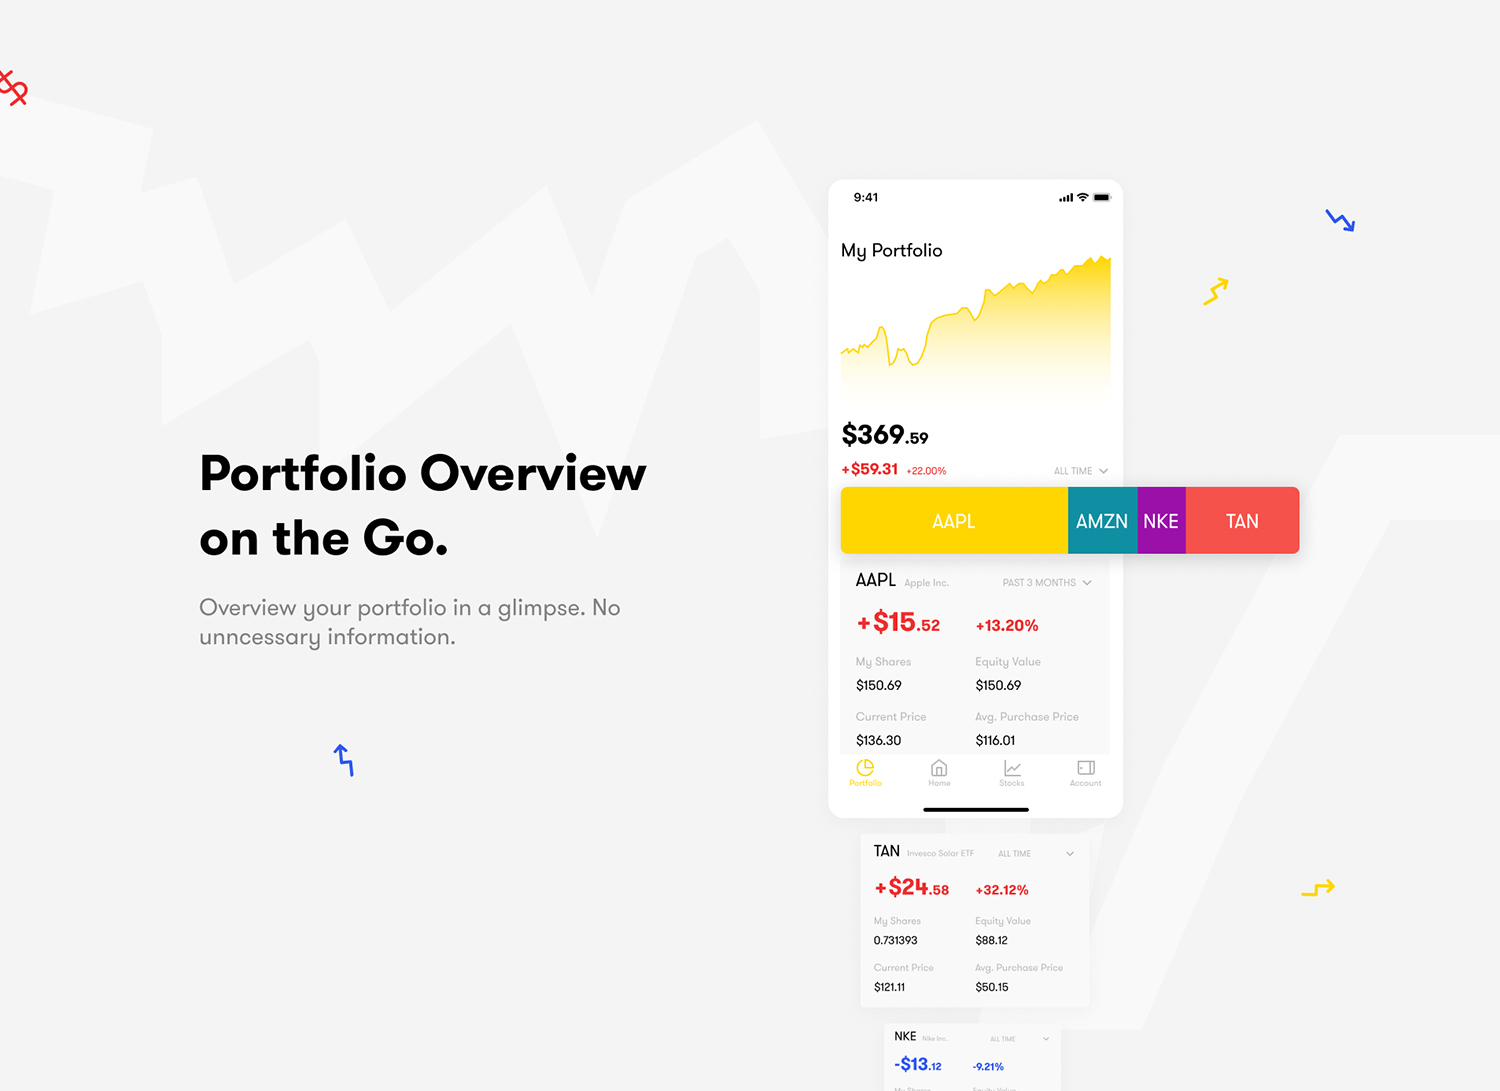 Portfolio Overview
on the Go.
Overview your portfolio in a glimpse. No
unncessary information.
9:41
My Portfolio
$369.59
+$59.31 +22.00% ALL TIME
AAPL AMZN NKE TAN
AAPL Apple Inc. PAST 3 MONTHS
+$15.52 +13.20%
My Shares Equity Value
$150.69 $150.69
Current Price Avg. Purchase Price
$136.30 $116.01
Portfolio Home Stocks Account
TAN Invesco Solar ETF ALL TIME
+$24.58 +32.12%
My Shares Equity Value
0.731393 $88.12
Current Price Avg. Purchase Price
$121.11 $50.15
NKE Nike Inc. ALL TIME
-$13.12 -9.21%
My Shares Equity Value